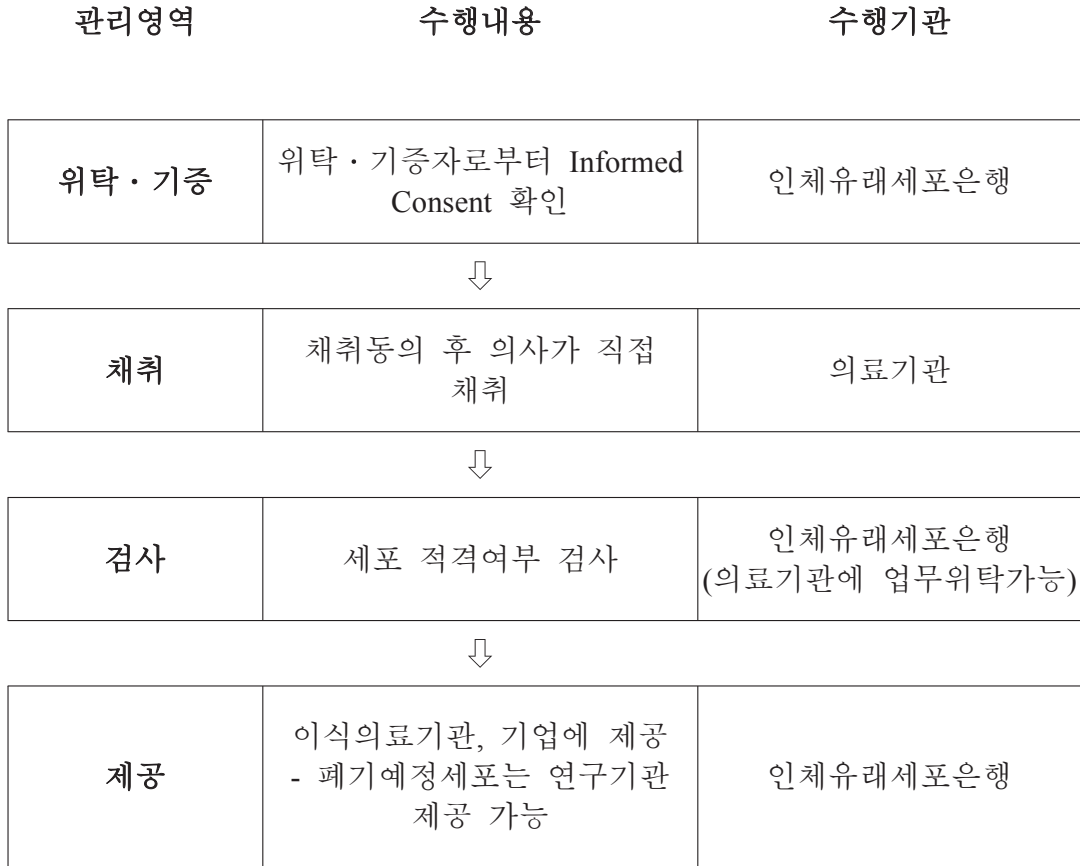 관리영역 수행내용 수행기관
위탁·기증
위탁·기증자로부터 Informed
Consent 확인
인체유래세포은행
⇩
채취
채취동의 후 의사가 직접
채취
의료기관
⇩
검사
세포 적격여부 검사
인체유래세포은행
(의료기관에 업무위탁가능)
⇩
제공
이식의료기관, 기업에 제공
- 폐기예정세포는 연구기관
제공 가능
인체유래세포은행